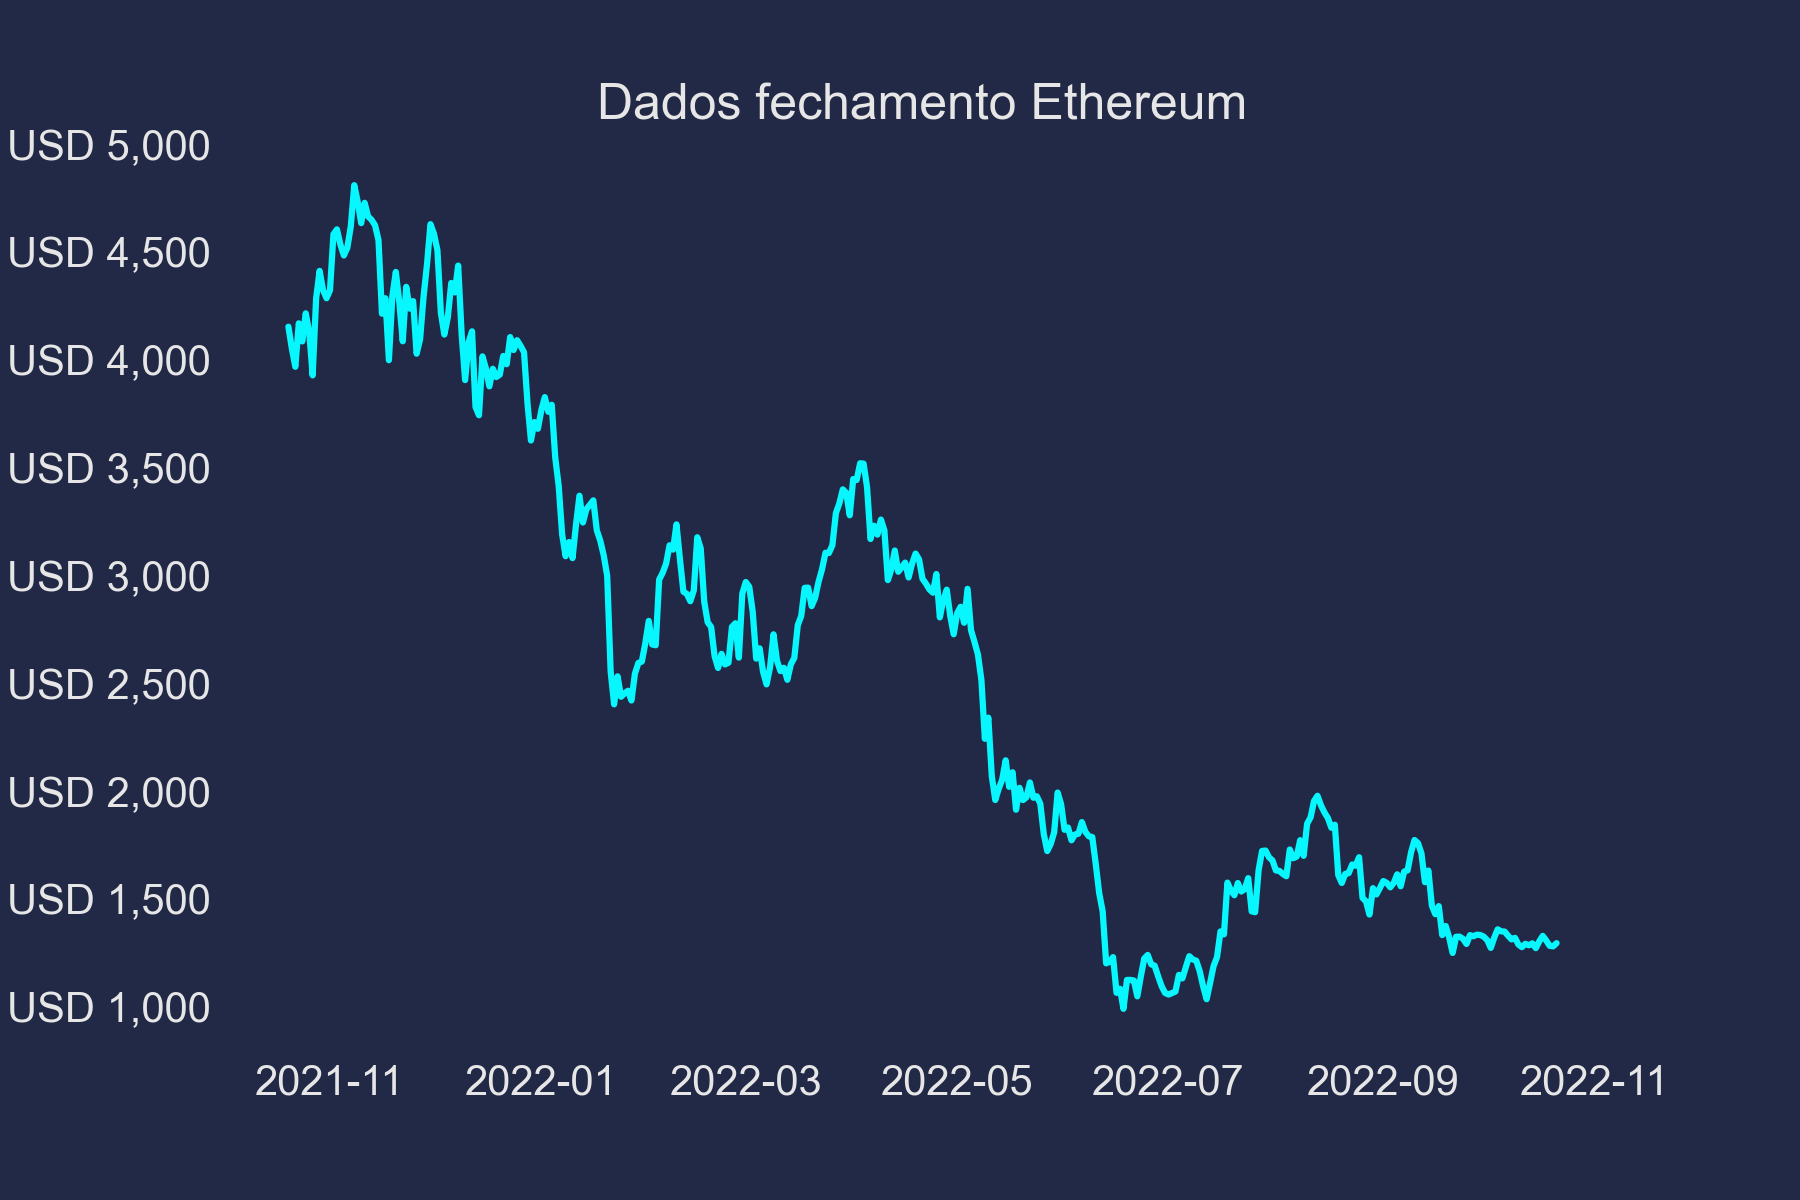 Dados fechamento Ethereum
USD 5,000
USD 4,500
USD 4,000
USD 3,500
USD 3,000
USD 2,500
USD 2,000
USD 1,500
USD 1,000
2021-11 2022-01 2022-03 2022-05 2022-07 2022-09 2022-11